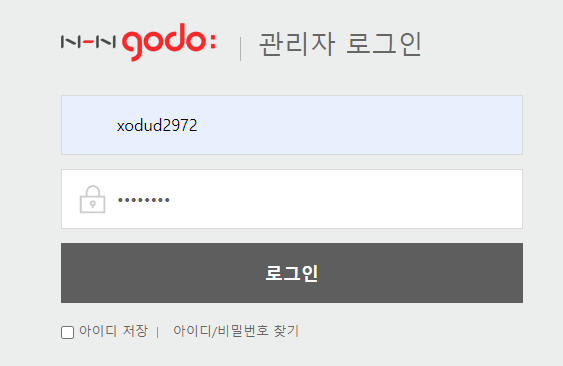 NHN godo: | 관리자 로그인
xodud2972
••••••••
로그인
아이디 저장 | 아이디/비밀번호 찾기